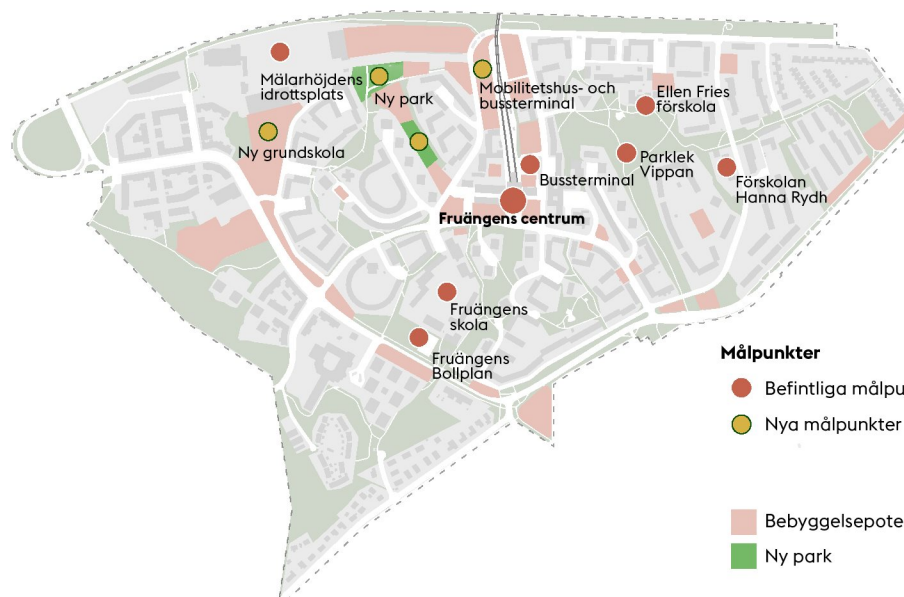 Mälarhöjdens
idrottsplats
Ny park
Mobilitetshus- och
bussterminal
Ellen Fries
förskola
Ny grundskola
Bussterminal
Parklek
Vippan
Förskolan
Hanna Rydh
Fruängens centrum
Fruängens
skola
Fruängens
Bollplan
Målpunkter
Befintliga målpu
Nya målpunkter
Bebyggelsepote
Ny park